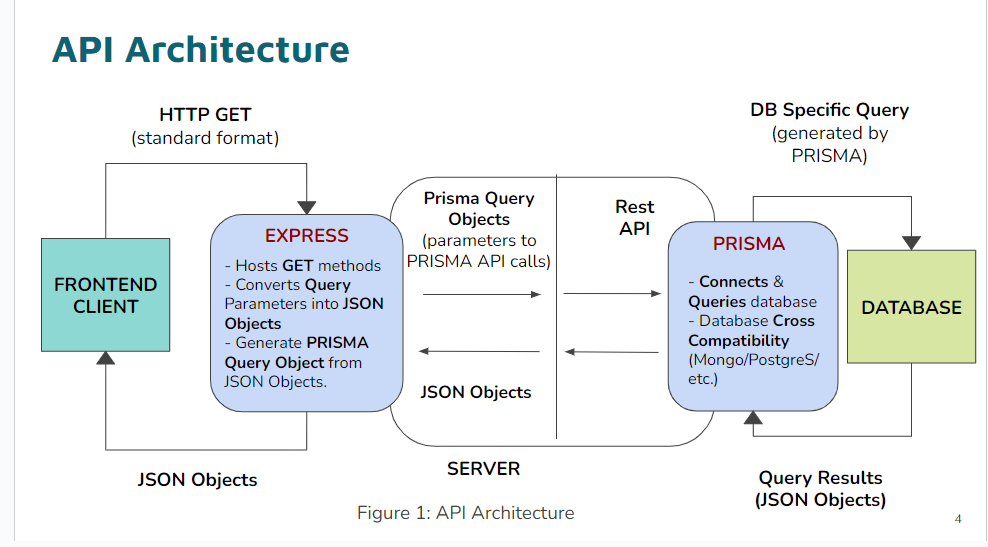 API Architecture
HTTP GET
(standard format)
DB Specific Query
(generated by
PRISMA)
Prisma Query
Objects
(parameters to
PRISMA API calls)
Rest
API
EXPRESS
- Hosts GET methods
- Converts Query
Parameters into JSON
Objects
- Generate PRISMA
Query Object from
JSON Objects.
PRISMA
- Connects &
Queries database
- Database Cross
Compatibility
(Mongo/PostgreS/
etc.)
FRONTEND
CLIENT
DATABASE
JSON Objects
SERVER
JSON Objects
Query Results
(JSON Objects)
Figure 1: API Architecture
4